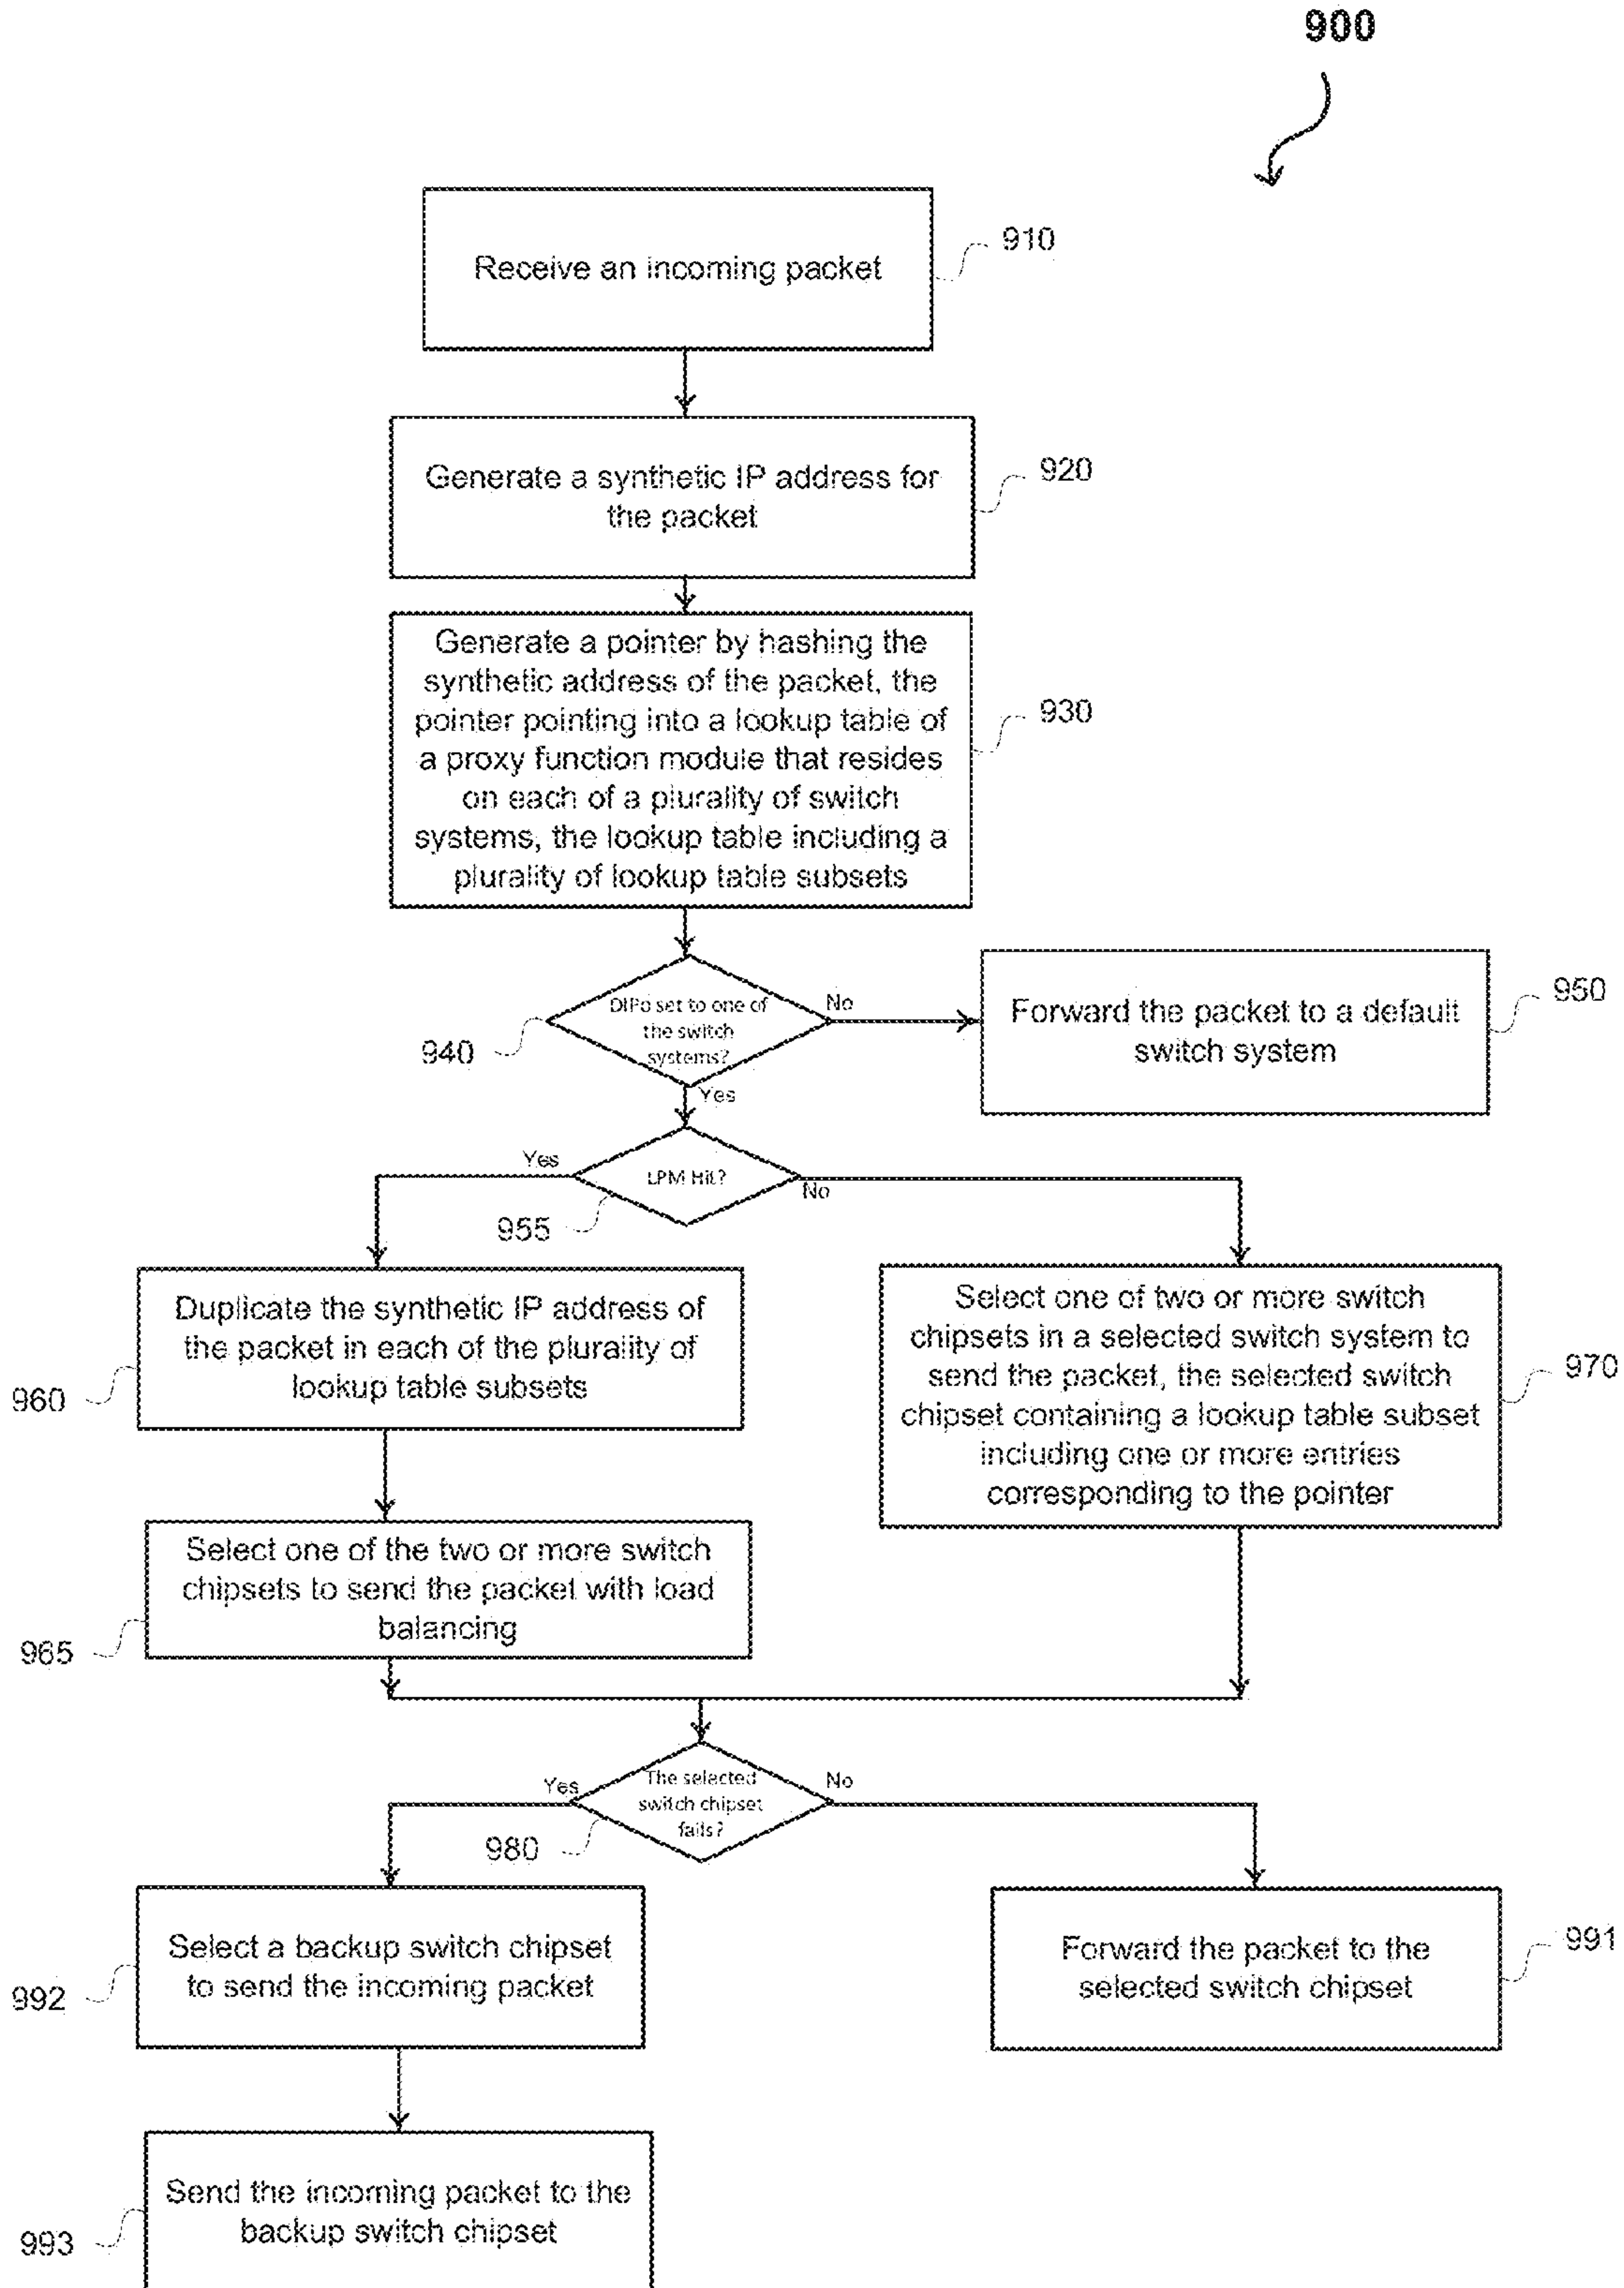 900
Receive an incoming packet
910
Generate a synthetic IP address for
the packet
920
Generate a pointer by hashing the
synthetic address of the packet, the
pointer pointing into a lookup table of
a proxy function module that resides
on each of a plurality of switch
systems, the lookup table including a
plurality of lookup table subsets
930
DIPo set to one of
the switch
systems?
940
No
Yes
Forward the packet to a default
switch system
950
LPM Hit?
955
Yes
No
Duplicate the synthetic IP address of
the packet in each of the plurality of
lookup table subsets
960
Select one of two or more switch
chipsets in a selected switch system to
send the packet, the selected switch
chipset containing a lookup table subset
including one or more entries
corresponding to the pointer
970
Select one of the two or more switch
chipsets to send the packet with load
balancing
965
The selected
switch chipset
fails?
980
Yes
No
Select a backup switch chipset
to send the incoming packet
992
Forward the packet to the
selected switch chipset
991
Send the incoming packet to the
backup switch chipset
993